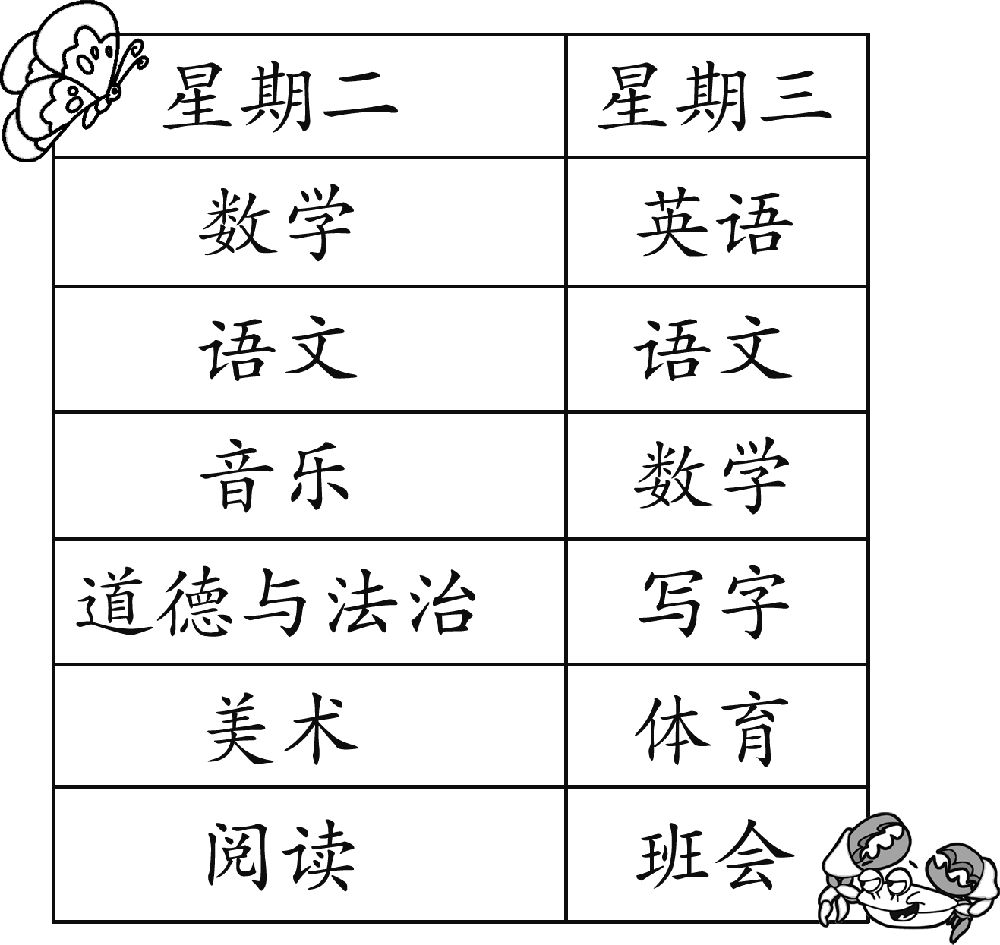 星期二 星期三
数学 英语
语文 语文
音乐 数学
道德与法治 写字
美术 体育
阅读 班会